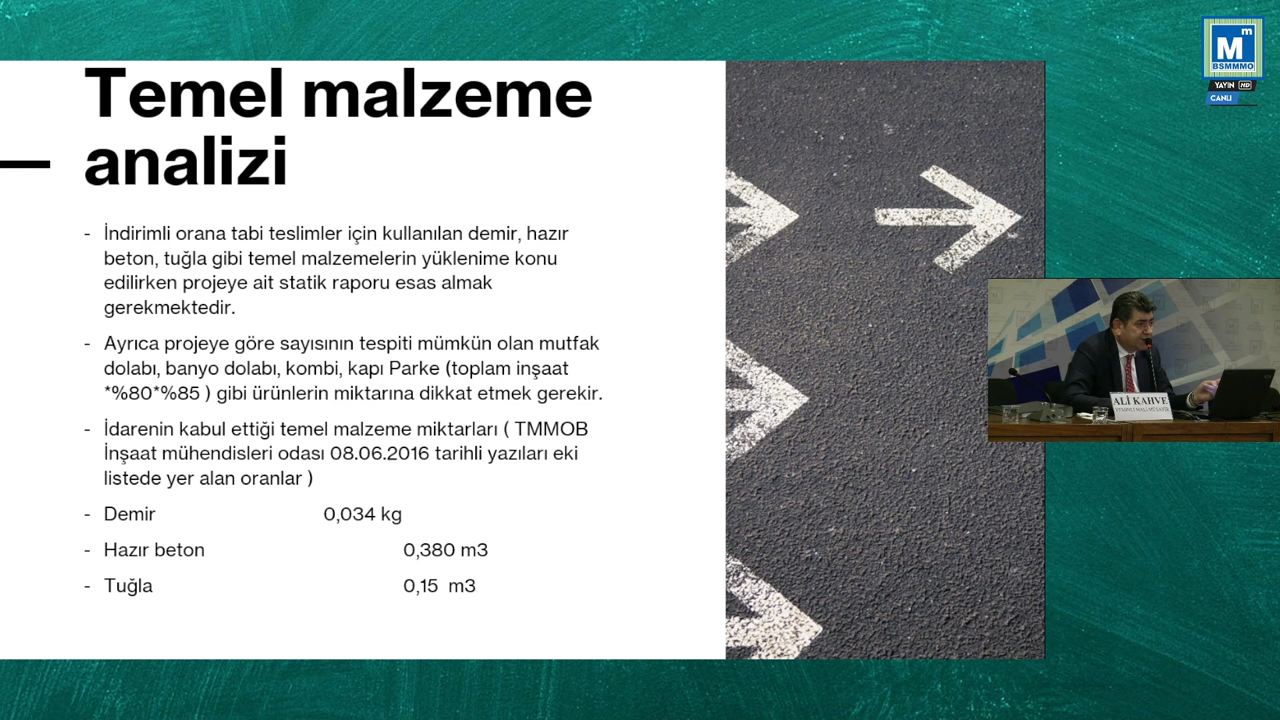 Temel malzeme
analizi
- İndirimli orana tabi teslimler için kullanılan demir, hazır
beton, tuğla gibi temel malzemelerin yüklenime konu
edilirken projeye ait statik raporu esas almak
gerekmektedir.
- Ayrıca projeye göre sayısının tespiti mümkün olan mutfak
dolabı, banyo dolabı, kombi, kapı Parke (toplam inşaat
*%80*%85 ) gibi ürünlerin miktarına dikkat etmek gerekir.
- İdarenin kabul ettiği temel malzeme miktarları ( TMMOB
İnşaat mühendisleri odası 08.06.2016 tarihli yazıları eki
listede yer alan oranlar )
- Demir 0,034 kg
- Hazır beton 0,380 m3
- Tuğla 0,15 m3
M m
BSMMMO
YAYIN HD
CANLI
ALİ KAHVE
YEMİNLİ MALİ MÜŞAVİR